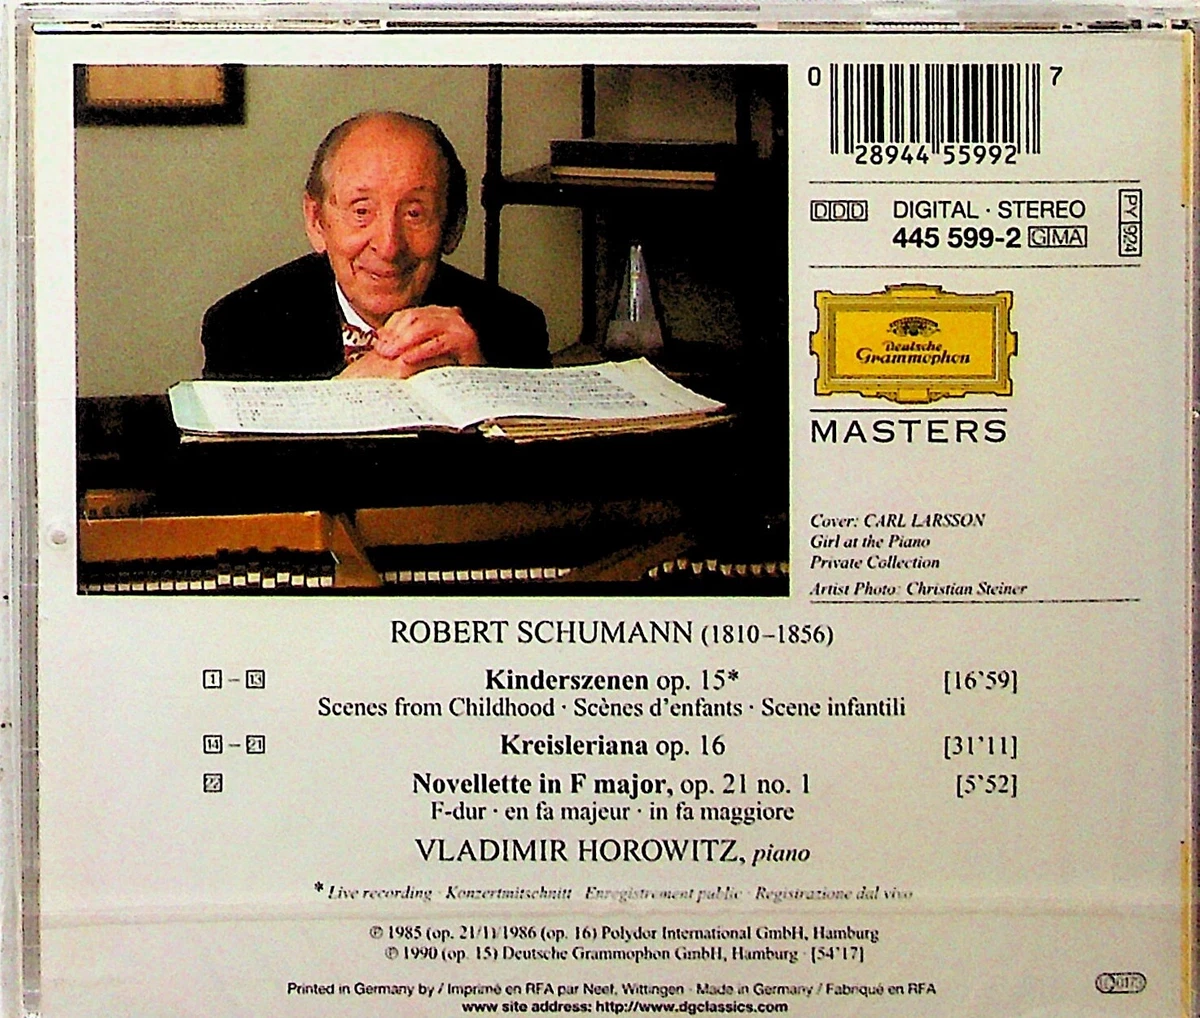 0 28944 55992 7
DDD DIGITAL · STEREO
445 599-2 GMA
PY 924
Deutsche
Grammophon
MASTERS
Cover: CARL LARSSON
Girl at the Piano
Private Collection
Artist Photo: Christian Steiner
ROBERT SCHUMANN (1810–1856)
1 – 13 Kinderszenen op. 15* [16'59]
Scenes from Childhood · Scènes d'enfants · Scene infantili
14 – 21 Kreisleriana op. 16 [31'11]
22 Novellette in F major, op. 21 no. 1 [5'52]
F-dur · en fa majeur · in fa maggiore
VLADIMIR HOROWITZ, piano
* Live recording · Konzertmitschnitt · Enregistrement public · Registrazione dal vivo
℗ 1985 (op. 21/1)/1986 (op. 16) Polydor International GmbH, Hamburg
℗ 1990 (op. 15) Deutsche Grammophon GmbH, Hamburg · [54'17]
Printed in Germany by / Imprimé en RFA par Neef, Wittingen · Made in Germany / Fabriqué en RFA
www site address: http://www.dgclassics.com